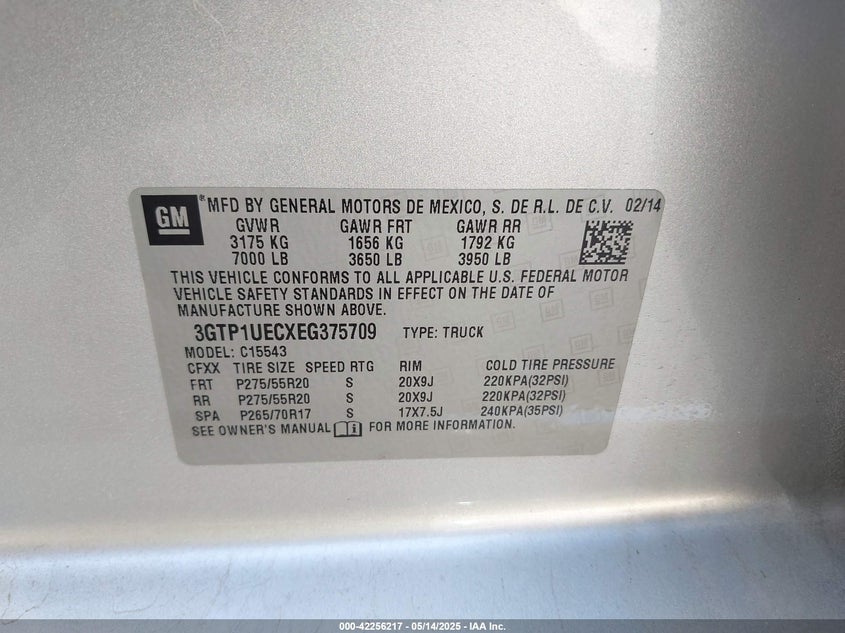 GM ® MFD BY GENERAL MOTORS DE MEXICO, S. DE R.L. DE C.V. 02/14
GVWR GAWR FRT GAWR RR
3175 KG 1656 KG 1792 KG
7000 LB 3650 LB 3950 LB
THIS VEHICLE CONFORMS TO ALL APPLICABLE U.S. FEDERAL MOTOR
VEHICLE SAFETY STANDARDS IN EFFECT ON THE DATE OF
MANUFACTURE SHOWN ABOVE.
3GTP1UECXEG375709 TYPE: TRUCK
MODEL: C15543
CFXX TIRE SIZE SPEED RTG RIM COLD TIRE PRESSURE
FRT P275/55R20 S 20X9J 220KPA(32PSI)
RR P275/55R20 S 20X9J 220KPA(32PSI)
SPA P265/70R17 S 17X7.5J 240KPA(35PSI)
SEE OWNER'S MANUAL i FOR MORE INFORMATION.
000-42256217 - 05/14/2025 - IAA Inc.